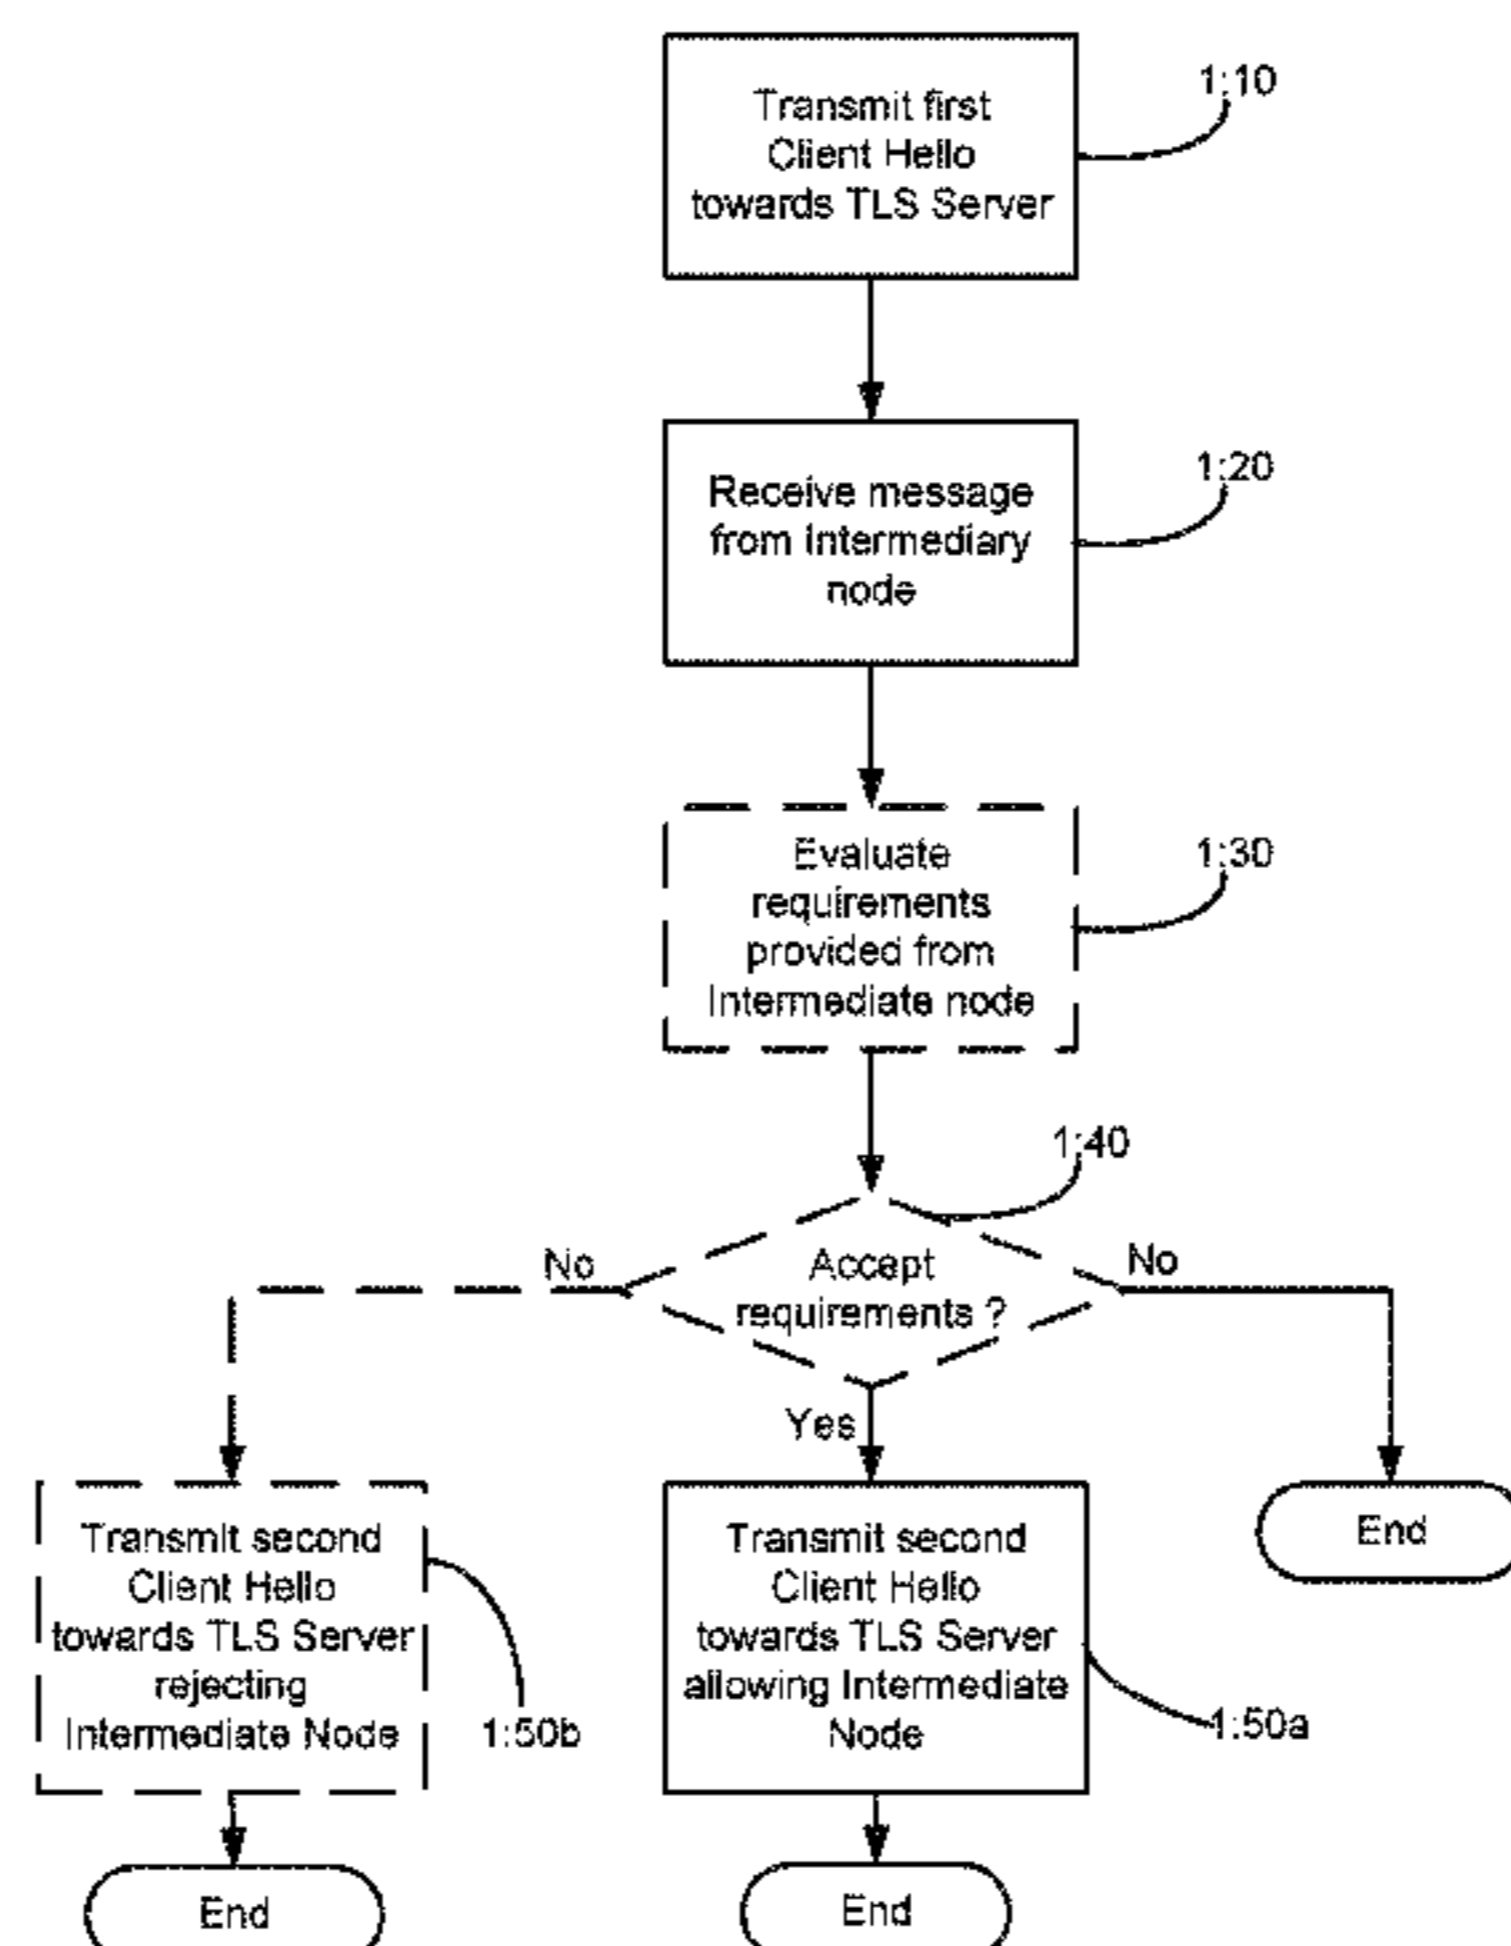 Transmit first
Client Hello
towards TLS Server
1:10
Receive message
from Intermediary
node
1:20
Evaluate
requirements
provided from
Intermediate node
1:30
1:40
No
Accept
requirements ?
No
Yes
Transmit second
Client Hello
towards TLS Server
rejecting
Intermediate Node
1:50b
Transmit second
Client Hello
towards TLS Server
allowing Intermediate
Node
1:50a
End
End
End